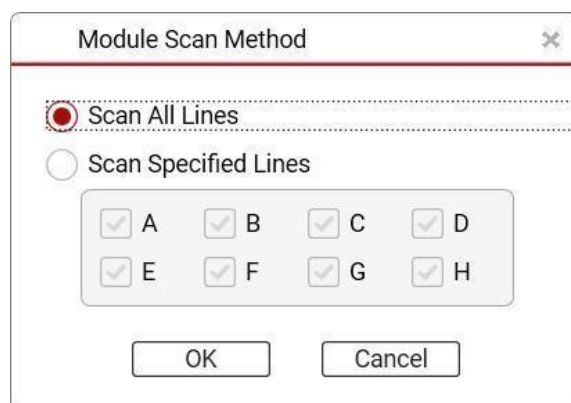 Module Scan Method
Scan All Lines
Scan Specified Lines
A B C D
E F G H
OK Cancel